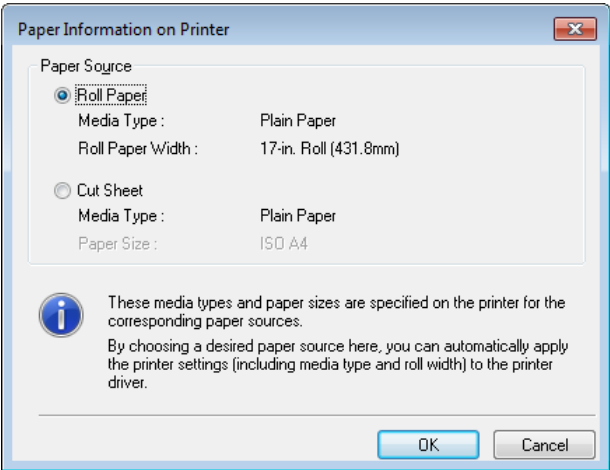 Paper Information on Printer
Paper Source
Roll Paper
Media Type : Plain Paper
Roll Paper Width : 17-in. Roll (431.8mm)
Cut Sheet
Media Type : Plain Paper
Paper Size : ISO A4
These media types and paper sizes are specified on the printer for the
corresponding paper sources.
By choosing a desired paper source here, you can automatically apply
the printer settings (including media type and roll width) to the printer
driver.
OK Cancel